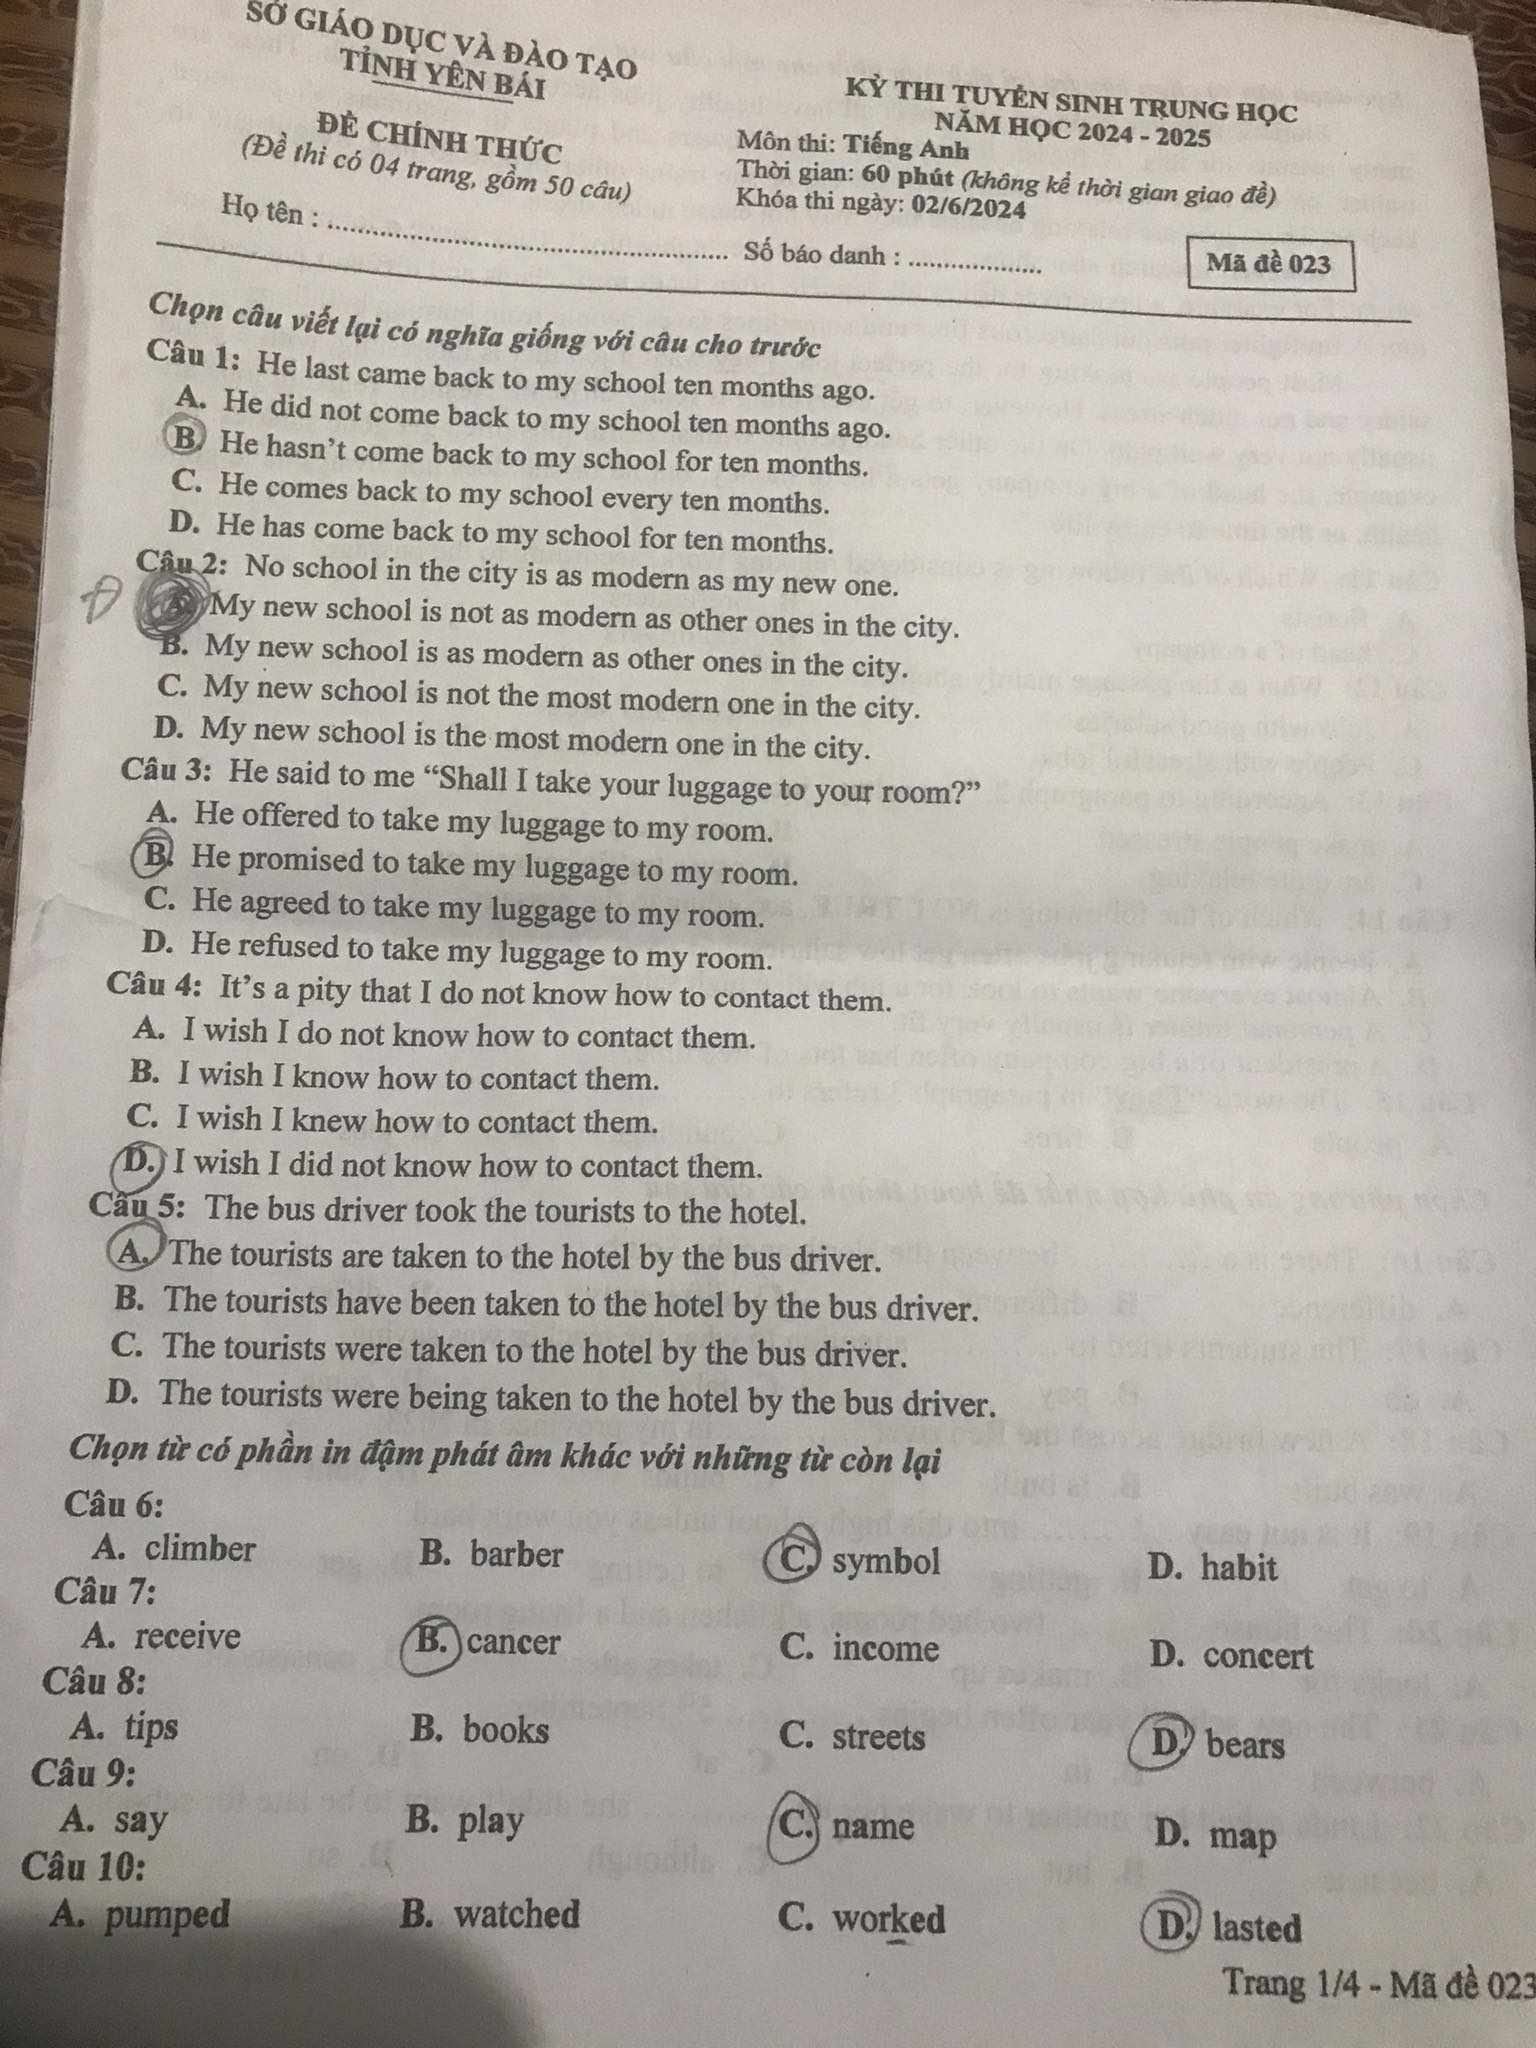 SỞ GIÁO DỤC VÀ ĐÀO TẠO
TỈNH YÊN BÁI
ĐỀ CHÍNH THỨC
(Đề thi có 04 trang, gồm 50 câu)
KỲ THI TUYỂN SINH TRUNG HỌC
NĂM HỌC 2024 - 2025
Môn thi: Tiếng Anh
Thời gian: 60 phút (không kể thời gian giao đề)
Khóa thi ngày: 02/6/2024
Họ tên : ........................................ Số báo danh : ...................
Mã đề 023
Chọn câu viết lại có nghĩa giống với câu cho trước
Câu 1: He last came back to my school ten months ago.
A. He did not come back to my school ten months ago.
B. He hasn't come back to my school for ten months.
C. He comes back to my school every ten months.
D. He has come back to my school for ten months.
Câu 2: No school in the city is as modern as my new one.
D A. My new school is not as modern as other ones in the city.
B. My new school is as modern as other ones in the city.
C. My new school is not the most modern one in the city.
D. My new school is the most modern one in the city.
Câu 3: He said to me “Shall I take your luggage to your room?”
A. He offered to take my luggage to my room.
B. He promised to take my luggage to my room.
C. He agreed to take my luggage to my room.
D. He refused to take my luggage to my room.
Câu 4: It's a pity that I do not know how to contact them.
A. I wish I do not know how to contact them.
B. I wish I know how to contact them.
C. I wish I knew how to contact them.
D. I wish I did not know how to contact them.
Câu 5: The bus driver took the tourists to the hotel.
A. The tourists are taken to the hotel by the bus driver.
B. The tourists have been taken to the hotel by the bus driver.
C. The tourists were taken to the hotel by the bus driver.
D. The tourists were being taken to the hotel by the bus driver.
Chọn từ có phần in đậm phát âm khác với những từ còn lại
Câu 6:
A. climber B. barber C. symbol D. habit
Câu 7:
A. receive B. cancer C. income D. concert
Câu 8:
A. tips B. books C. streets D. bears
Câu 9:
A. say B. play C. name D. map
Câu 10:
A. pumped B. watched C. worked D. lasted
Trang 1/4 - Mã đề 023